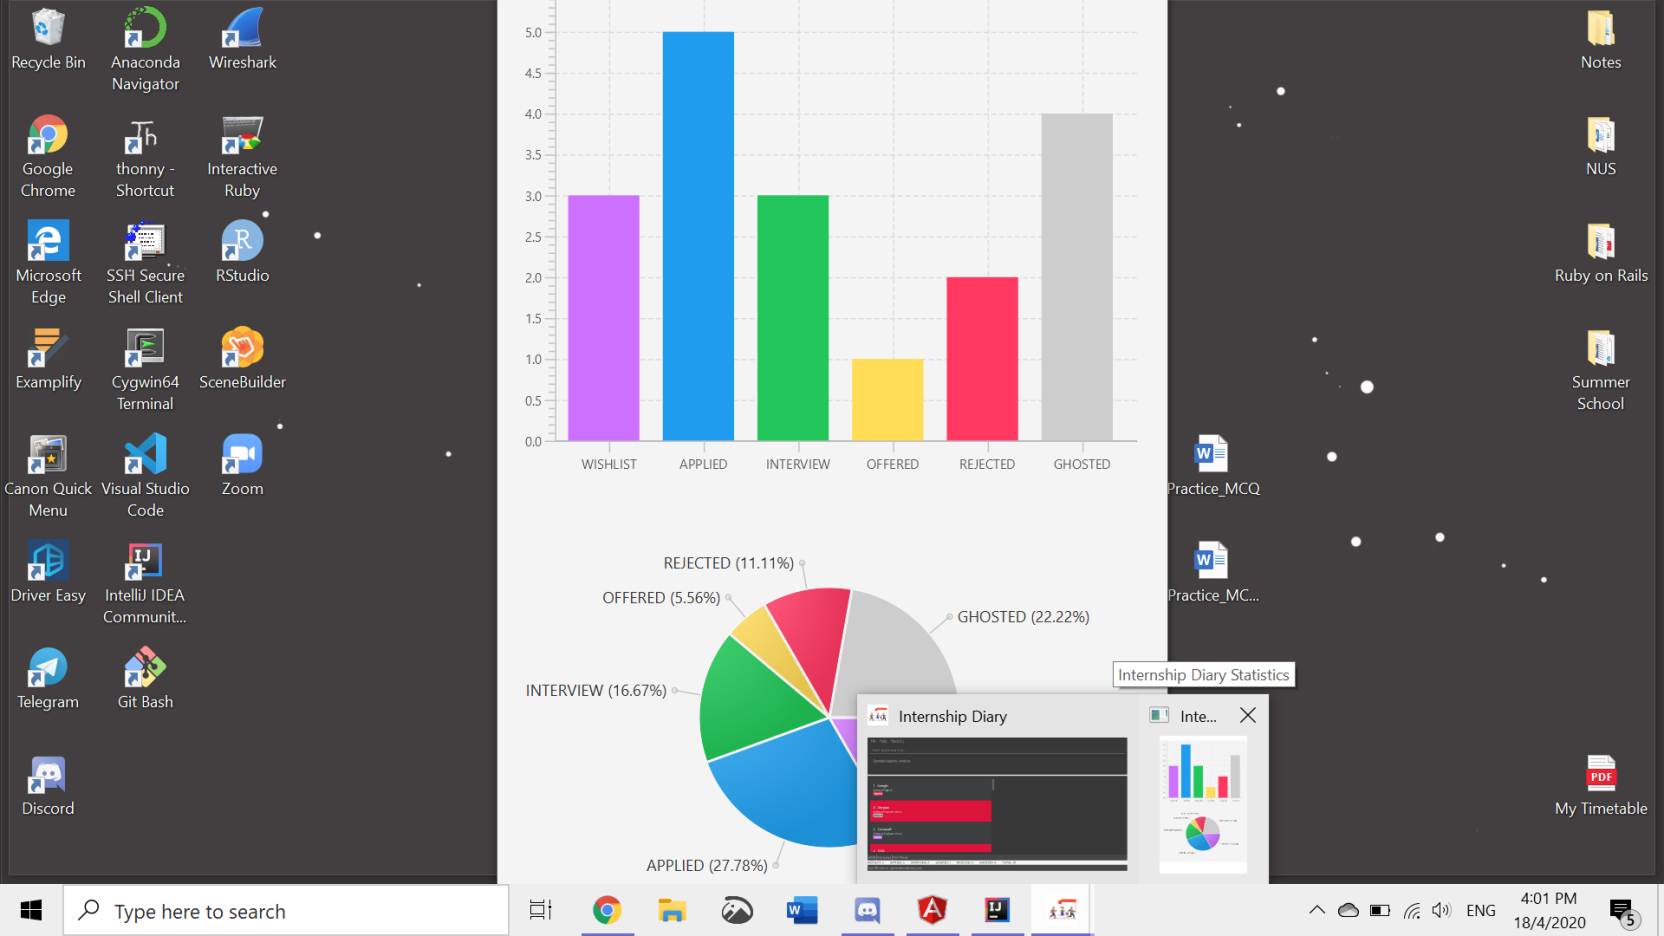 Recycle Bin
Anaconda
Navigator
Wireshark
Google
Chrome
thonny -
Shortcut
Interactive
Ruby
Microsoft
Edge
SSH Secure
Shell Client
RStudio
Examplify
Cygwin64
Terminal
SceneBuilder
Canon Quick
Menu
Visual Studio
Code
Zoom
Driver Easy
IntelliJ IDEA
Communit...
Telegram
Git Bash
Discord
5.0
4.5
4.0
3.5
3.0
2.5
2.0
1.5
1.0
0.5
0.0
WISHLIST APPLIED INTERVIEW OFFERED REJECTED GHOSTED
REJECTED (11.11%)
OFFERED (5.56%)
GHOSTED (22.22%)
INTERVIEW (16.67%)
APPLIED (27.78%)
Internship Diary Statistics
Internship Diary
Inte...
Practice_MCQ
Practice_MC...
Notes
NUS
Ruby on Rails
Summer
School
PDF
My Timetable
Type here to search
ENG
4:01 PM
18/4/2020
5